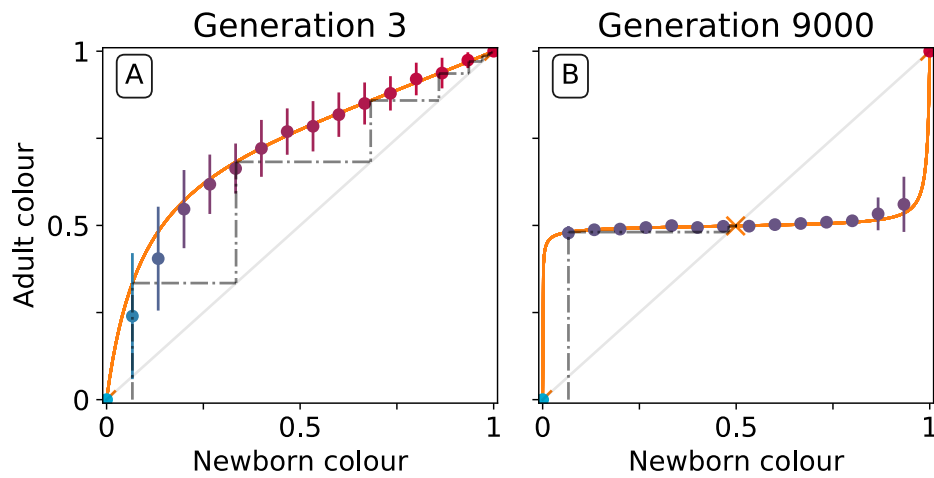 Generation 3
Generation 9000
A
B
1
0.5
0
Adult colour
0
0.5
1
Newborn colour
0
0.5
1
Newborn colour